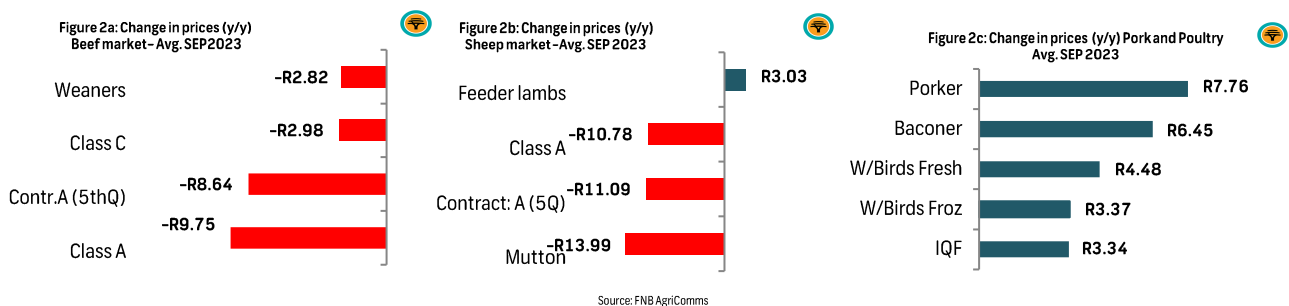 Figure 2a: Change in prices (y/y)
Beef market – Avg. SEP2023
Weaners
–R2.82
Class C
–R2.98
Contr.A (5thQ)
–R8.64
Class A
–R9.75
Figure 2b: Change in prices (y/y)
Sheep market –Avg. SEP 2023
Feeder lambs
R3.03
Class A
–R10.78
Contract: A (5Q)
–R11.09
Mutton
–R13.99
Figure 2c: Change in prices (y/y) Pork and Poultry
Avg. SEP 2023
Porker
R7.76
Baconer
R6.45
W/Birds Fresh
R4.48
W/Birds Froz
R3.37
IQF
R3.34
Source: FNB AgriComms